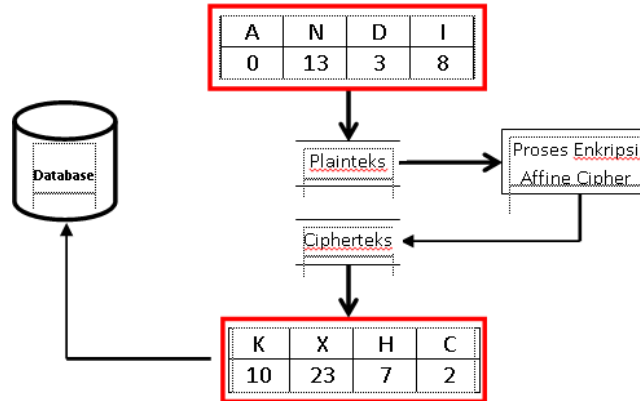 A N D I
0 13 3 8
Plainteks
Proses Enkripsi
Affine Cipher
Database
Cipherteks
K X H C
10 23 7 2